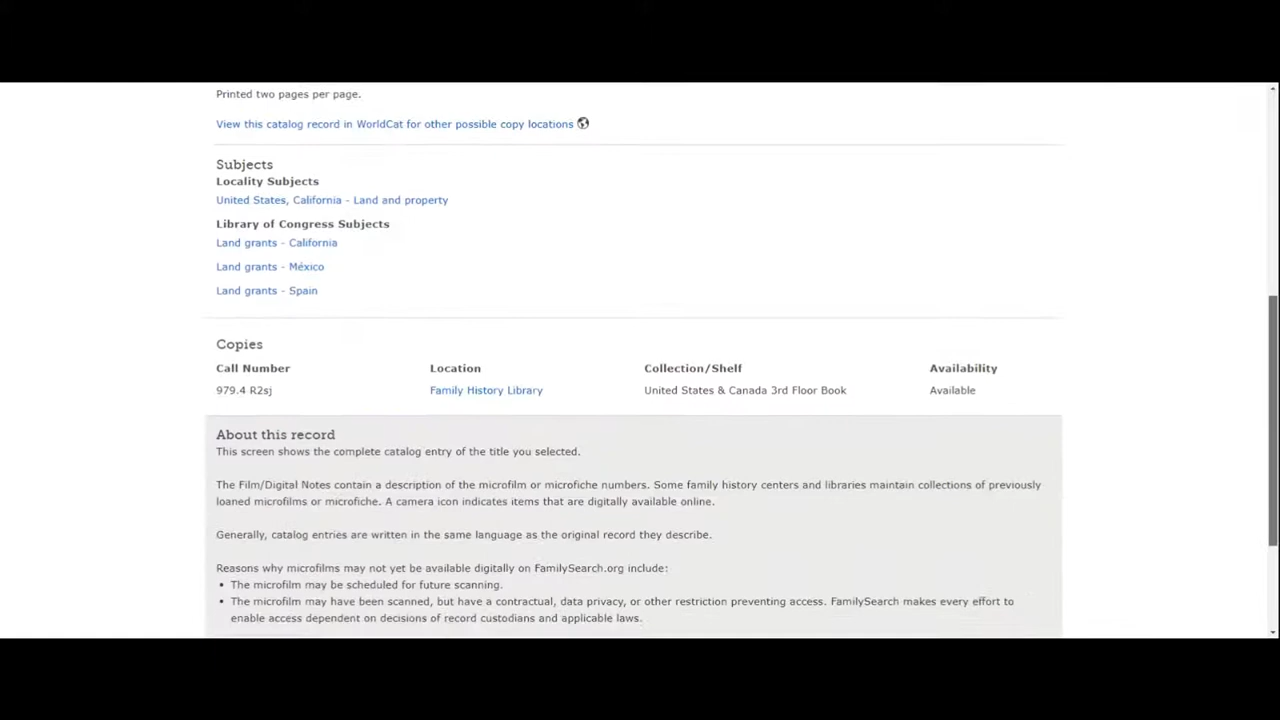 Printed two pages per page.
View this catalog record in WorldCat for other possible copy locations
Subjects
Locality Subjects
United States, California - Land and property
Library of Congress Subjects
Land grants - California
Land grants - México
Land grants - Spain
Copies
Call Number Location Collection/Shelf Availability
979.4 R2sj Family History Library United States & Canada 3rd Floor Book Available
About this record
This screen shows the complete catalog entry of the title you selected.
The Film/Digital Notes contain a description of the microfilm or microfiche numbers. Some family history centers and libraries maintain collections of previously
loaned microfilms or microfiche. A camera icon indicates items that are digitally available online.
Generally, catalog entries are written in the same language as the original record they describe.
Reasons why microfilms may not yet be available digitally on FamilySearch.org include:
• The microfilm may be scheduled for future scanning.
• The microfilm may have been scanned, but have a contractual, data privacy, or other restriction preventing access. FamilySearch makes every effort to
enable access dependent on decisions of record custodians and applicable laws.